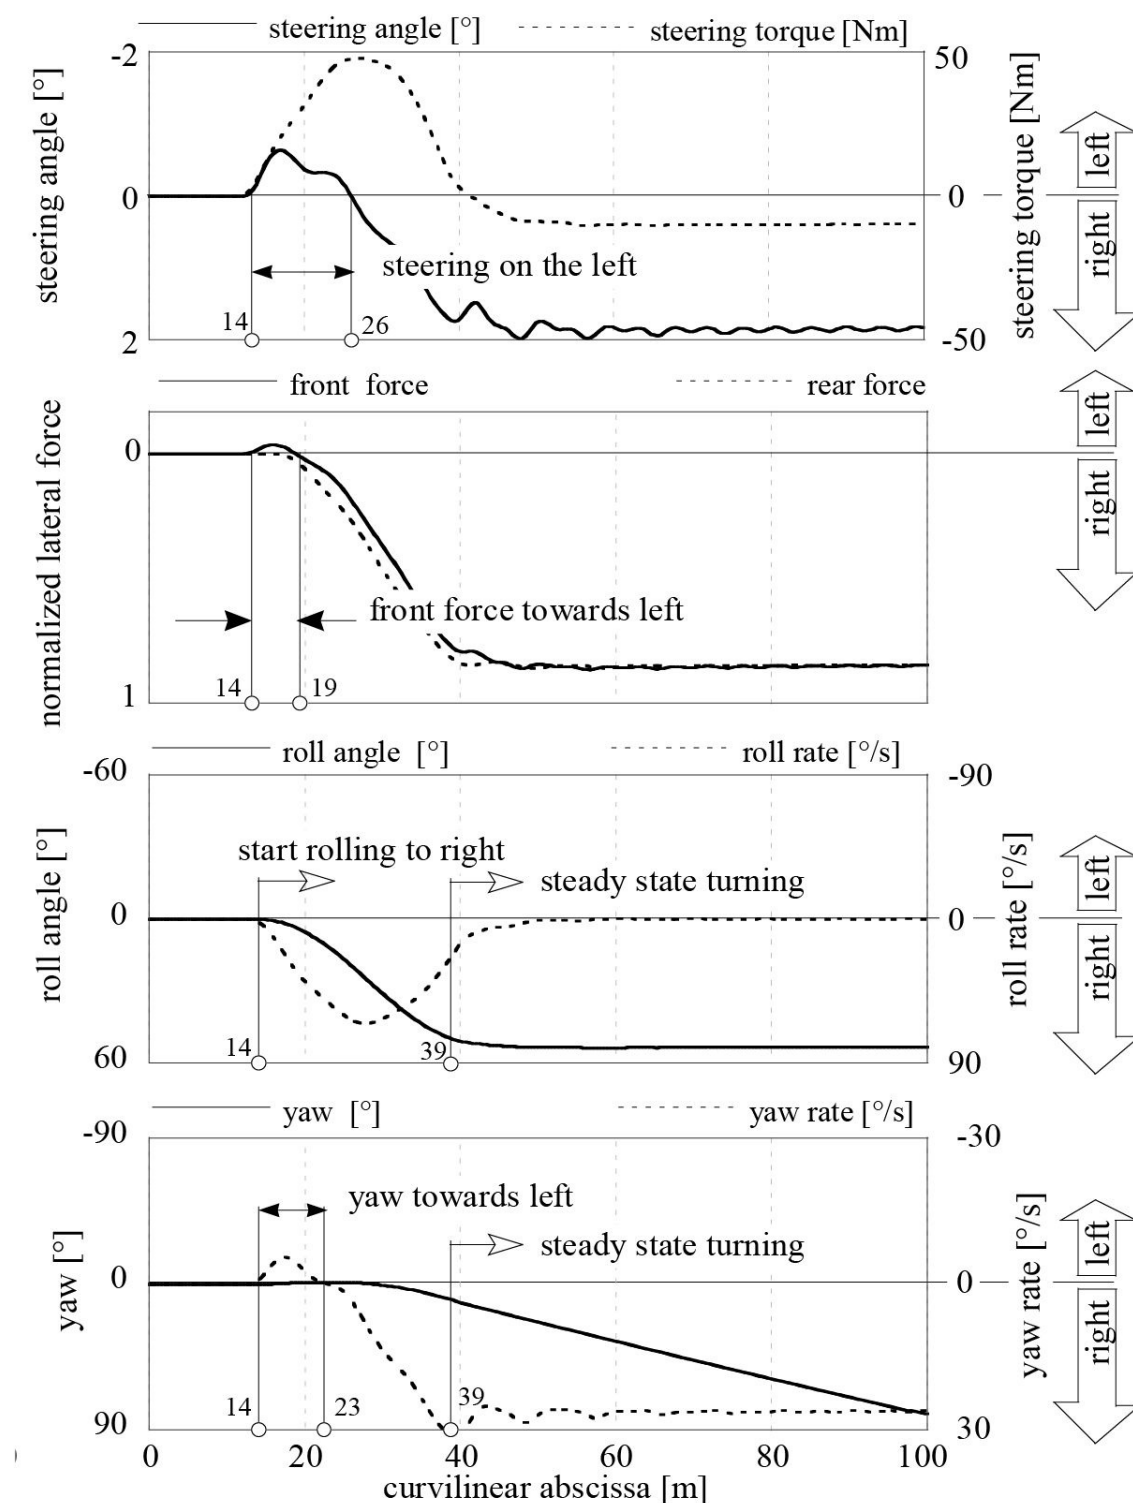 steering angle [°] steering torque [Nm]
-2 50
steering angle [°]
steering torque [Nm]
left
0 0
right
steering on the left
14 26
2 -50
front force rear force
normalized lateral force
left
0
right
front force towards left
14 19
1
roll angle [°] roll rate [°/s]
-60 -90
roll angle [°]
roll rate [°/s]
start rolling to right
steady state turning
left
0 0
right
14 39
60 90
yaw [°] yaw rate [°/s]
-90 -30
yaw [°]
yaw rate [°/s]
yaw towards left
steady state turning
left
0 0
right
14 23 39
90 30
0 20 40 60 80 100
curvilinear abscissa [m]